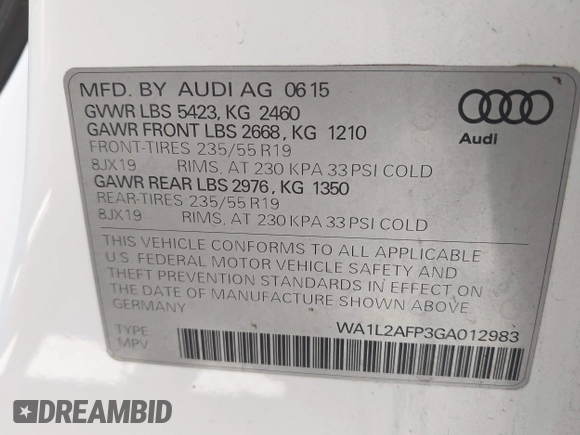 MFD. BY AUDI AG 06 15
GVWR LBS 5423, KG 2460
GAWR FRONT LBS 2668, KG 1210
FRONT-TIRES 235/55 R19
8JX19 RIMS, AT 230 KPA 33 PSI COLD
GAWR REAR LBS 2976, KG 1350
REAR-TIRES 235/55 R19
8JX19 RIMS, AT 230 KPA 33 PSI COLD
Audi
THIS VEHICLE CONFORMS TO ALL APPLICABLE
U.S. FEDERAL MOTOR VEHICLE SAFETY AND
THEFT PREVENTION STANDARDS IN EFFECT ON
THE DATE OF MANUFACTURE SHOWN ABOVE.
GERMANY
TYPE
MPV
WA1L2AFP3GA012983
DREAMBID